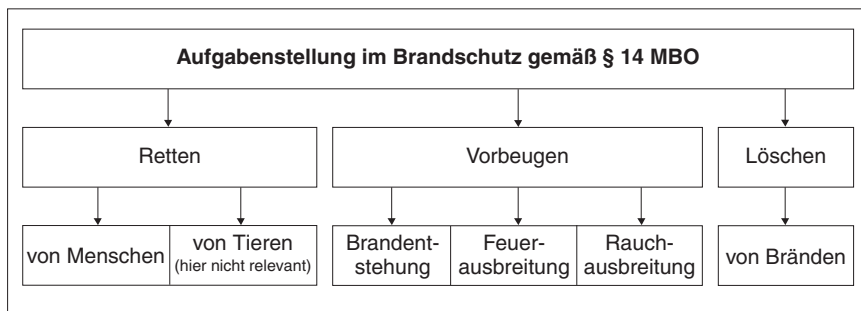 Aufgabenstellung im Brandschutz gemäß § 14 MBO
Retten
Vorbeugen
Löschen
von Menschen
von Tieren
(hier nicht relevant)
Brandent-
stehung
Feuer-
ausbreitung
Rauch-
ausbreitung
von Bränden